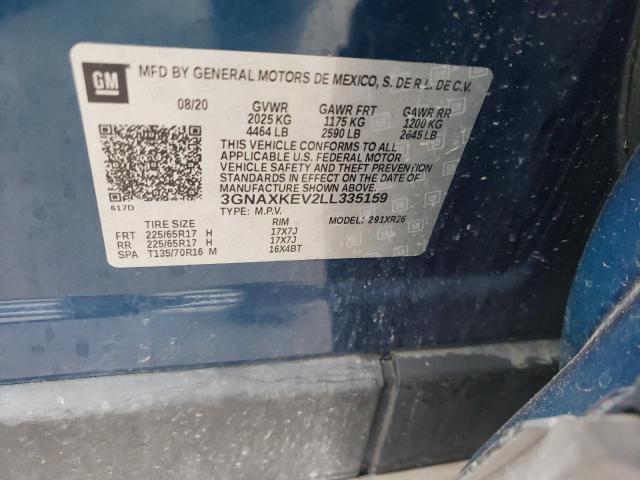 GM
MFD BY GENERAL MOTORS DE MEXICO, S. DE R L. DE C.V.
08/20 GVWR GAWR FRT GAWR RR
2025 KG 1175 KG 1200 KG
4464 LB 2590 LB 2645 LB
THIS VEHICLE CONFORMS TO ALL
APPLICABLE U.S. FEDERAL MOTOR
VEHICLE SAFETY AND THEFT PREVENTION
STANDARDS IN EFFECT ON THE DATE OF
MANUFACTURE SHOWN ABOVE.
3GNAXKEV2LL335159
617D
TYPE: M.P.V. MODEL: 291XR26
TIRE SIZE RIM
FRT 225/65R17 H 17X7J
RR 225/65R17 H 17X7J
SPA T135/70R16 M 16X4BT